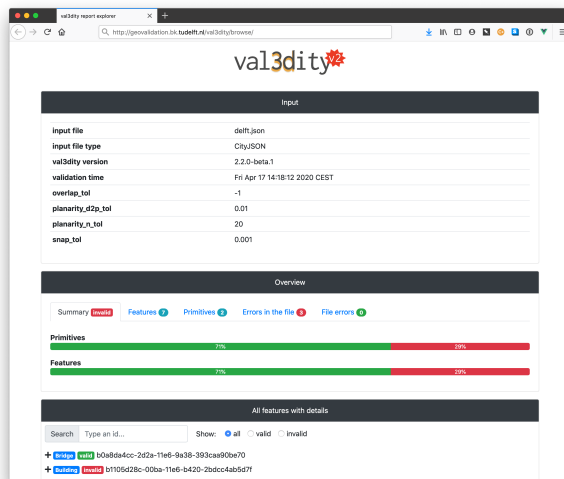 val3dity report explorer
http://geovalidation.bk.tudelft.nl/val3dity/browse/
val3dity v2
Input
input file delft.json
input file type CityJSON
val3dity version 2.2.0-beta.1
validation time Fri Apr 17 14:18:12 2020 CEST
overlap_tol -1
planarity_d2p_tol 0.01
planarity_n_tol 20
snap_tol 0.001
Overview
Summary invalid Features 7 Primitives 2 Errors in the file 3 File errors 0
Primitives
71% 29%
Features
71% 29%
All features with details
Search Type an id... Show: all valid invalid
Bridge valid b0a8da4cc-2d2a-11e6-9a38-393caa90be70
Building invalid b1105d28c-00ba-11e6-b420-2bdcc4ab5d7f